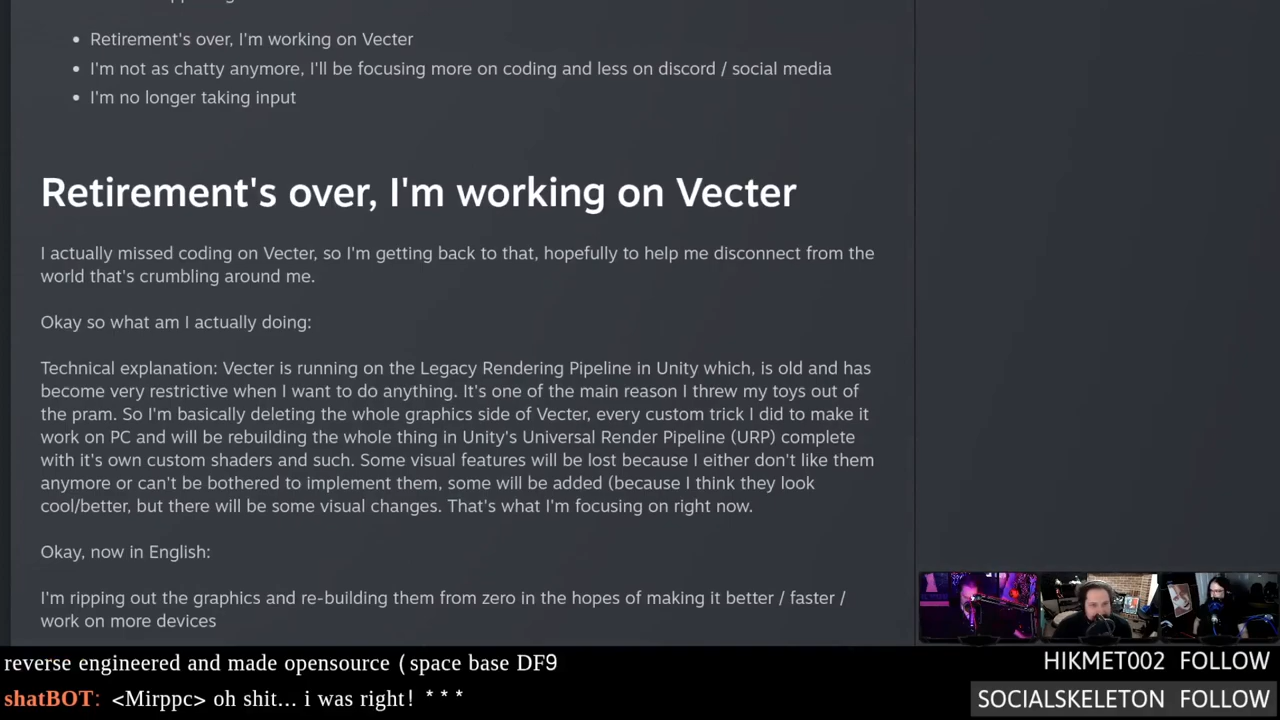 Retirement's over, I'm working on Vecter
I'm not as chatty anymore, I'll be focusing more on coding and less on discord / social media
I'm no longer taking input
Retirement's over, I'm working on Vecter
I actually missed coding on Vecter, so I'm getting back to that, hopefully to help me disconnect from the
world that's crumbling around me.
Okay so what am I actually doing:
Technical explanation: Vecter is running on the Legacy Rendering Pipeline in Unity which, is old and has
become very restrictive when I want to do anything. It's one of the main reason I threw my toys out of
the pram. So I'm basically deleting the whole graphics side of Vecter, every custom trick I did to make it
work on PC and will be rebuilding the whole thing in Unity's Universal Render Pipeline (URP) complete
with it's own custom shaders and such. Some visual features will be lost because I either don't like them
anymore or can't be bothered to implement them, some will be added (because I think they look
cool/better, but there will be some visual changes. That's what I'm focusing on right now.
Okay, now in English:
I'm ripping out the graphics and re-building them from zero in the hopes of making it better / faster /
work on more devices
reverse engineered and made opensource (space base DF9
shatBOT: <Mirppc> oh shit... i was right! ***
HIKMET002 FOLLOW
SOCIALSKELETON FOLLOW